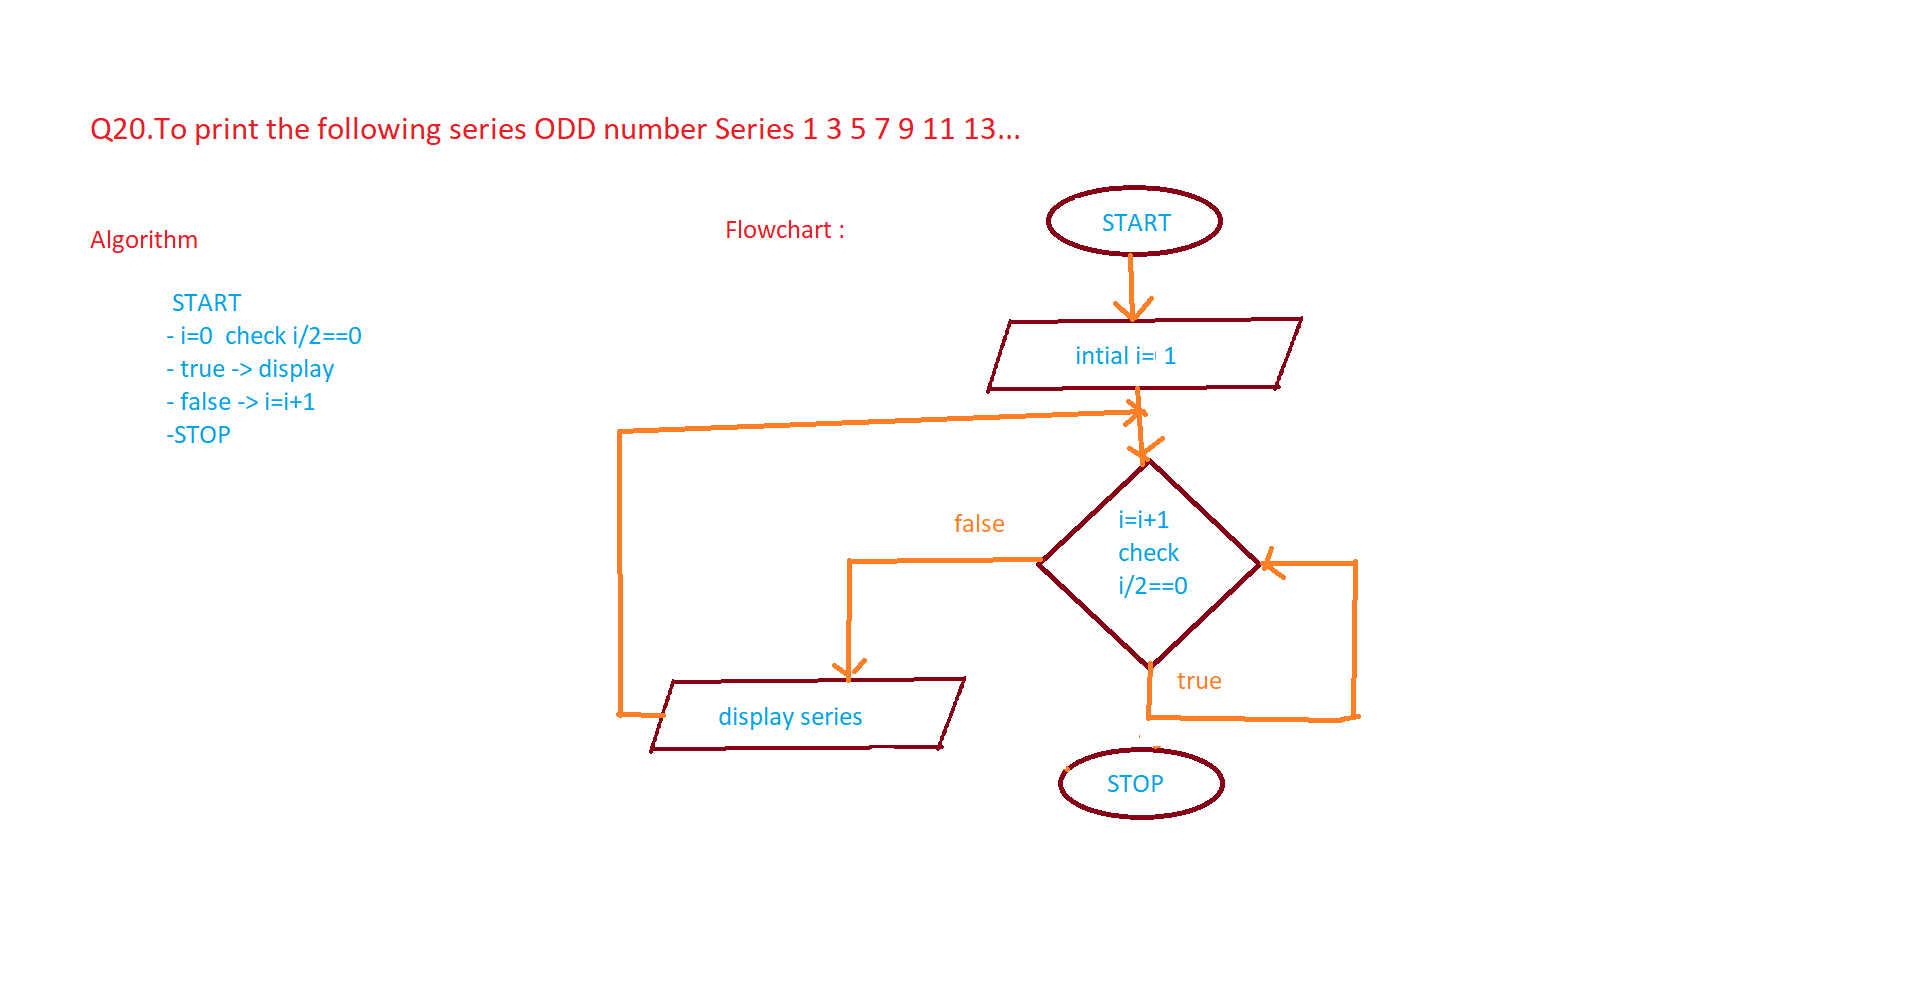 Q20.To print the following series ODD number Series 1 3 5 7 9 11 13...
Algorithm
START
- i=0  check i/2==0
- true -> display
- false -> i=i+1
-STOP
Flowchart :
START
intial i= 1
i=i+1
check
i/2==0
false
true
display series
STOP